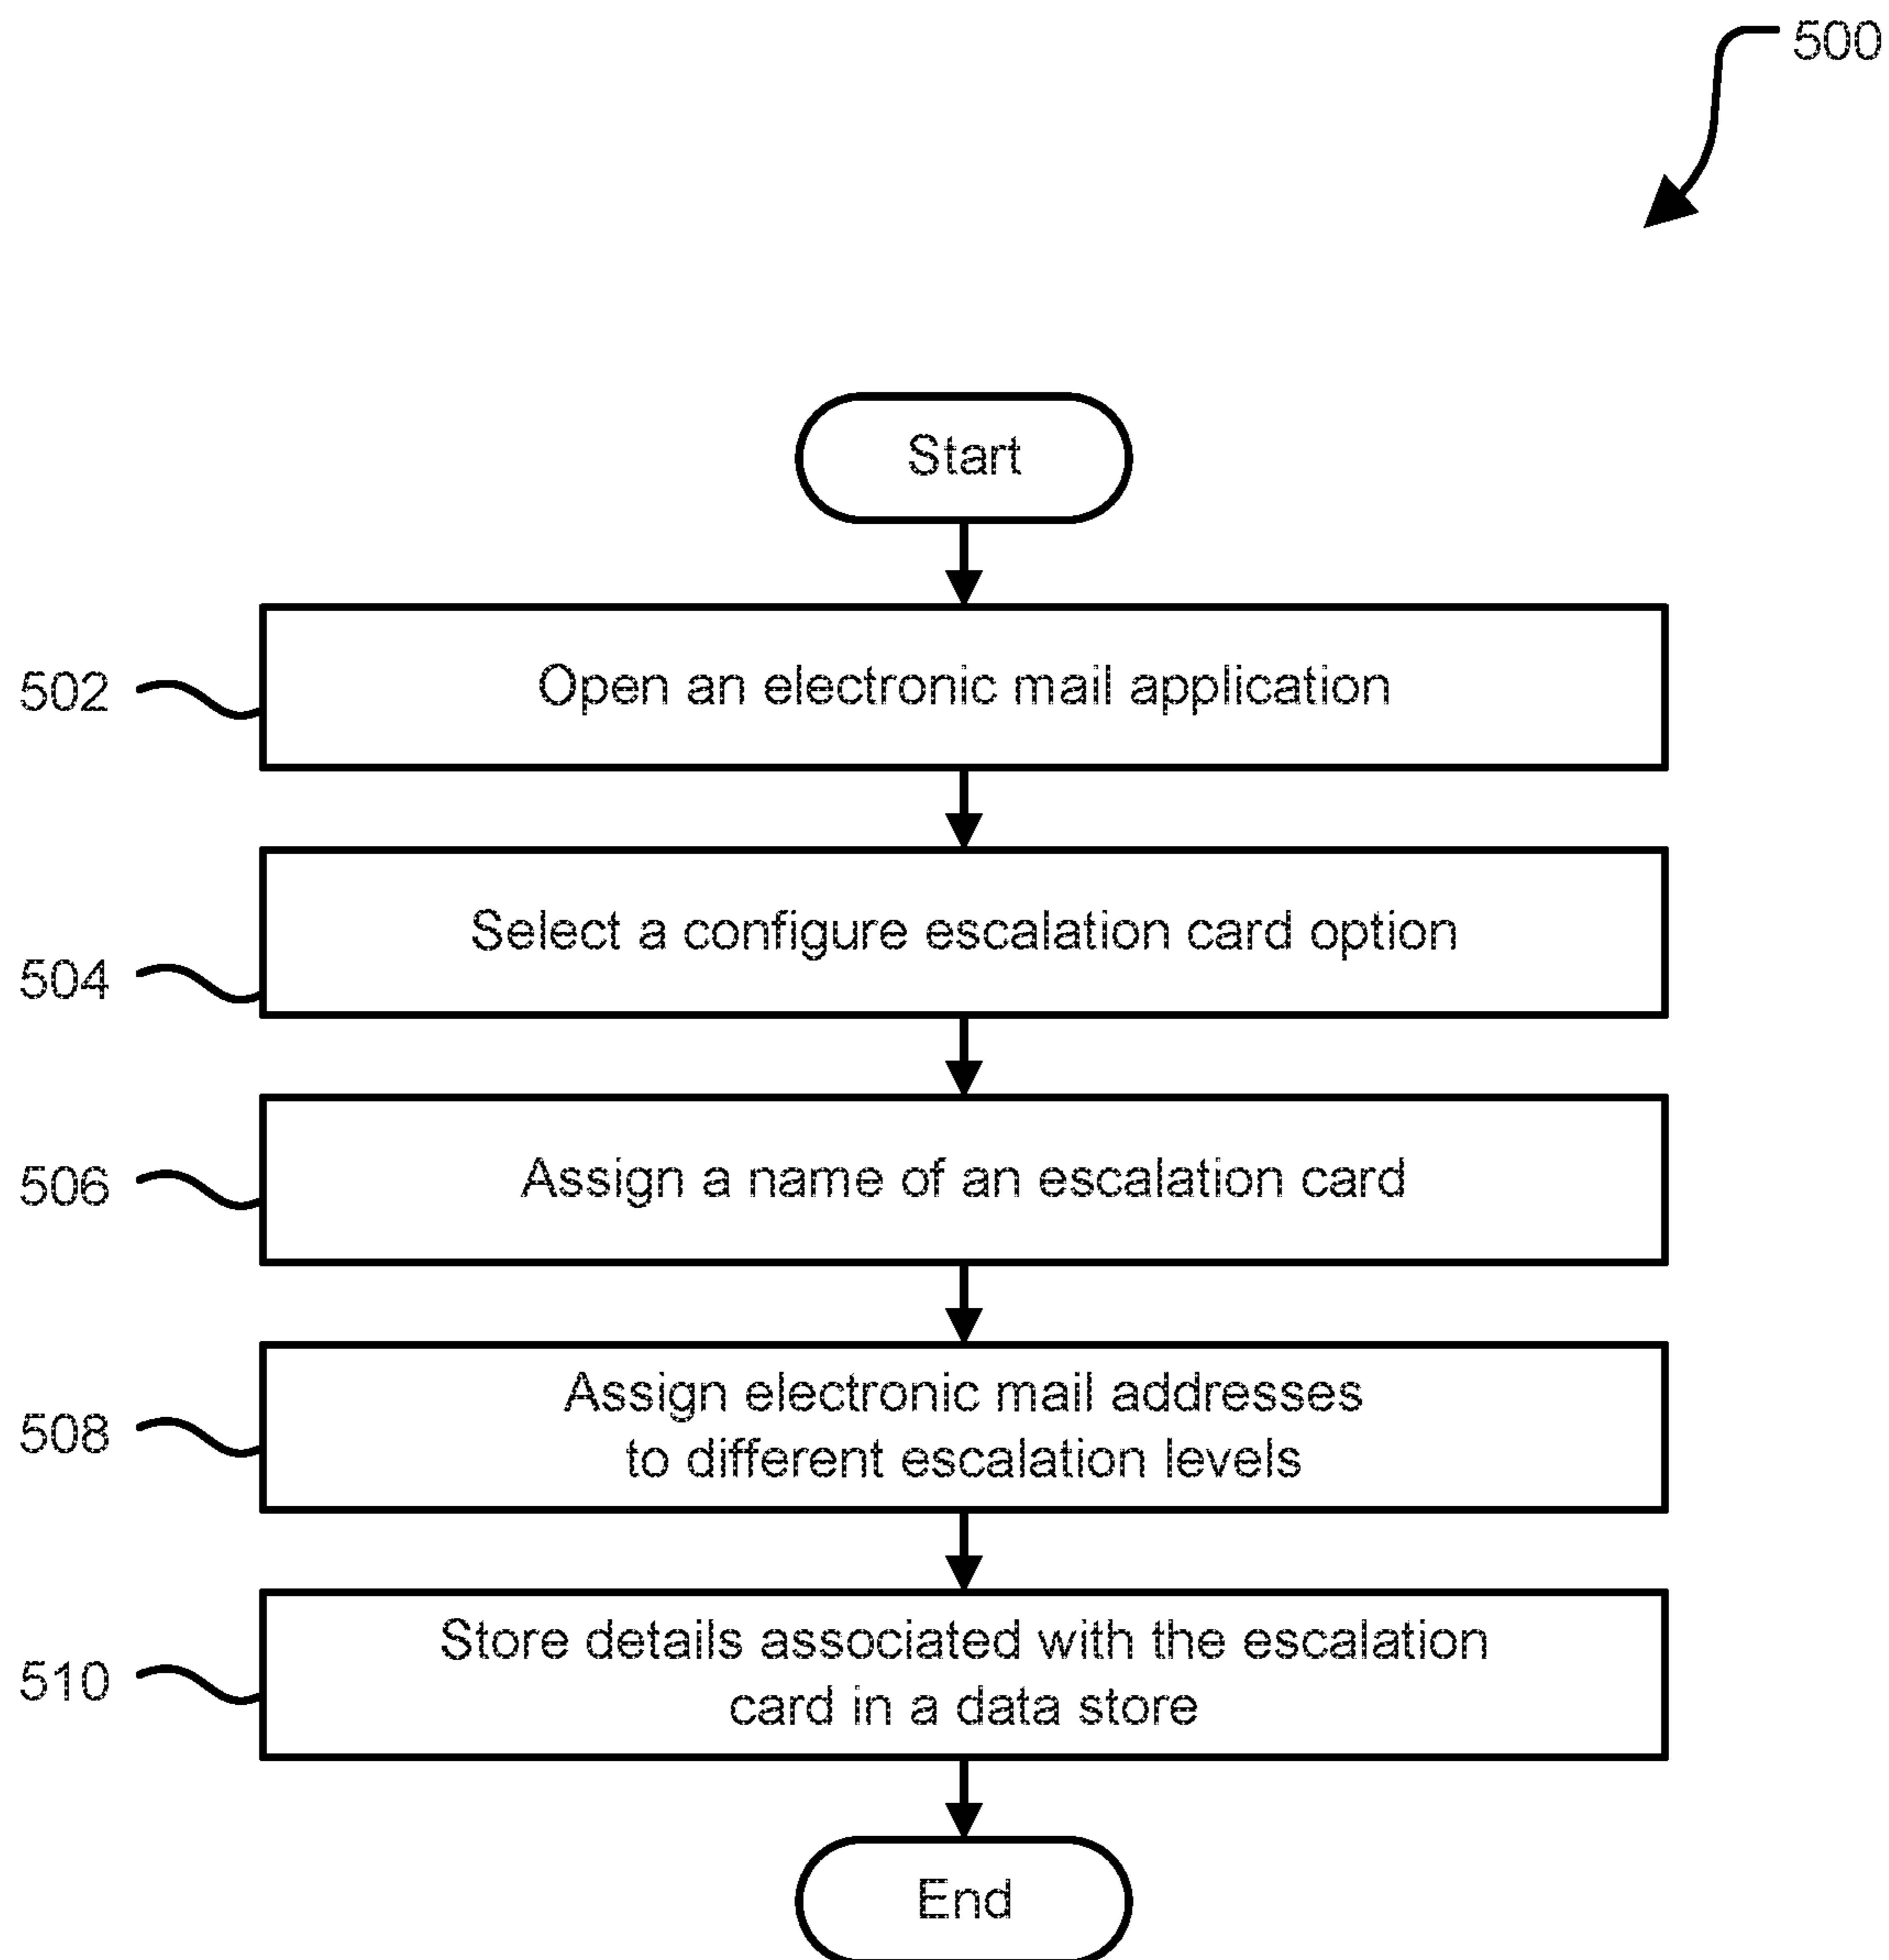 500
Start
502
Open an electronic mail application
Select a configure escalation card option
504
506
Assign a name of an escalation card
Assign electronic mail addresses
to different escalation levels
508
Store details associated with the escalation
card in a data store
510
End